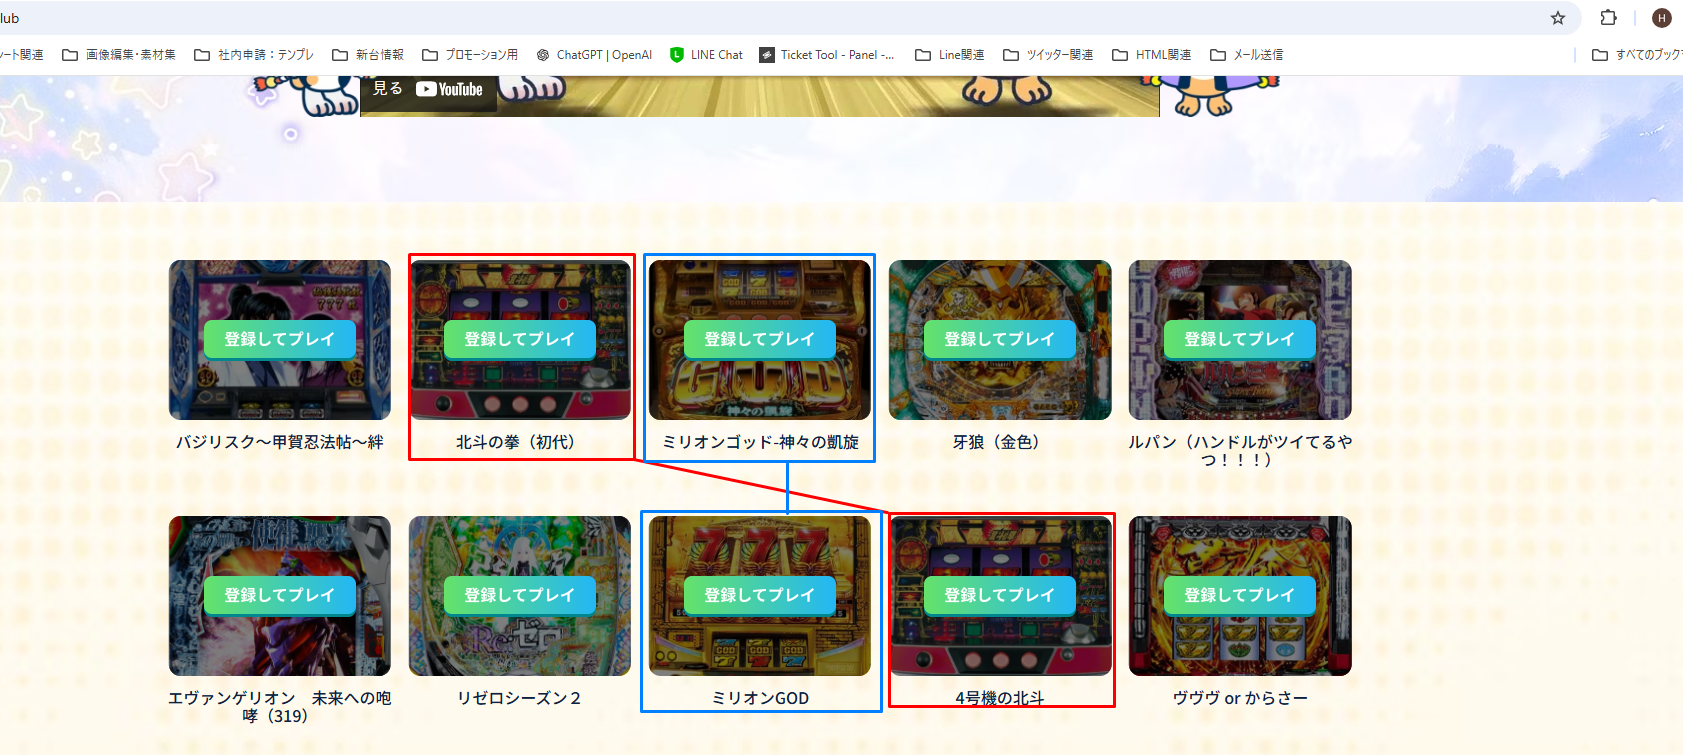 lub
ート関連
画像編集・素材集
社内申請：テンプレ
新台情報
プロモーション用
ChatGPT | OpenAI
LINE Chat
Ticket Tool - Panel -...
Line関連
ツイッター関連
HTML関連
メール送信
すべてのブック
H
見る YouTube
登録してプレイ
登録してプレイ
登録してプレイ
登録してプレイ
登録してプレイ
GOD
神々の凱旋
バジリスク～甲賀忍法帖～絆
北斗の拳（初代）
ミリオンゴッド-神々の凱旋
牙狼（金色）
ルパン（ハンドルがツイてるや
つ！！！）
777
登録してプレイ
登録してプレイ
登録してプレイ
登録してプレイ
登録してプレイ
Re:ゼロ
GOD
エヴァンゲリオン　未来への咆
哮（319）
リゼロシーズン２
ミリオンGOD
4号機の北斗
ヴヴヴ or からさー